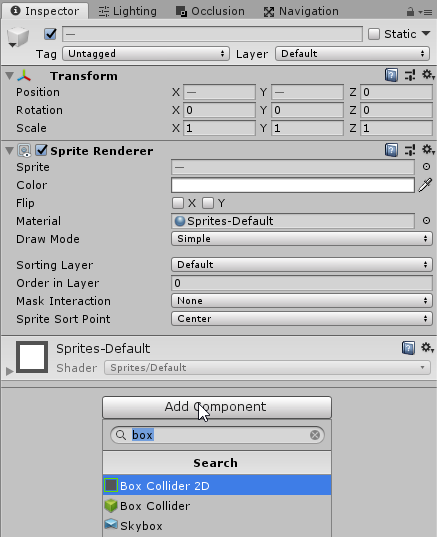 Inspector Lighting Occlusion Navigation
— Static
Tag Untagged Layer Default
Transform
Position X — Y — Z 0
Rotation X 0 Y 0 Z 0
Scale X 1 Y 1 Z 1
Sprite Renderer
Sprite —
Color
Flip X Y
Material Sprites-Default
Draw Mode Simple
Sorting Layer Default
Order in Layer 0
Mask Interaction None
Sprite Sort Point Center
Sprites-Default
Shader Sprites/Default
Add Component
box
Search
Box Collider 2D
Box Collider
Skybox